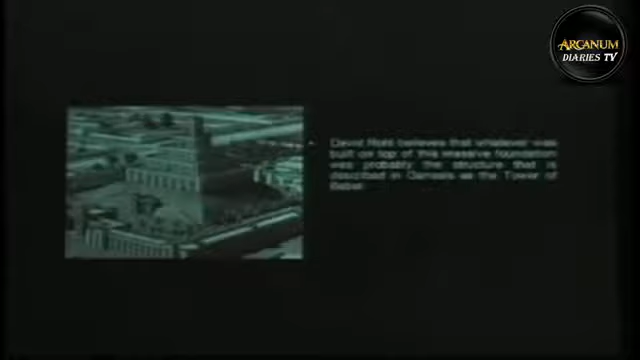 ARCANUM
DIARIES TV
David Rohl believes that whatever was
built on top of this massive foundation
was probably the structure that is
described in Genesis as the Tower of
Babel.